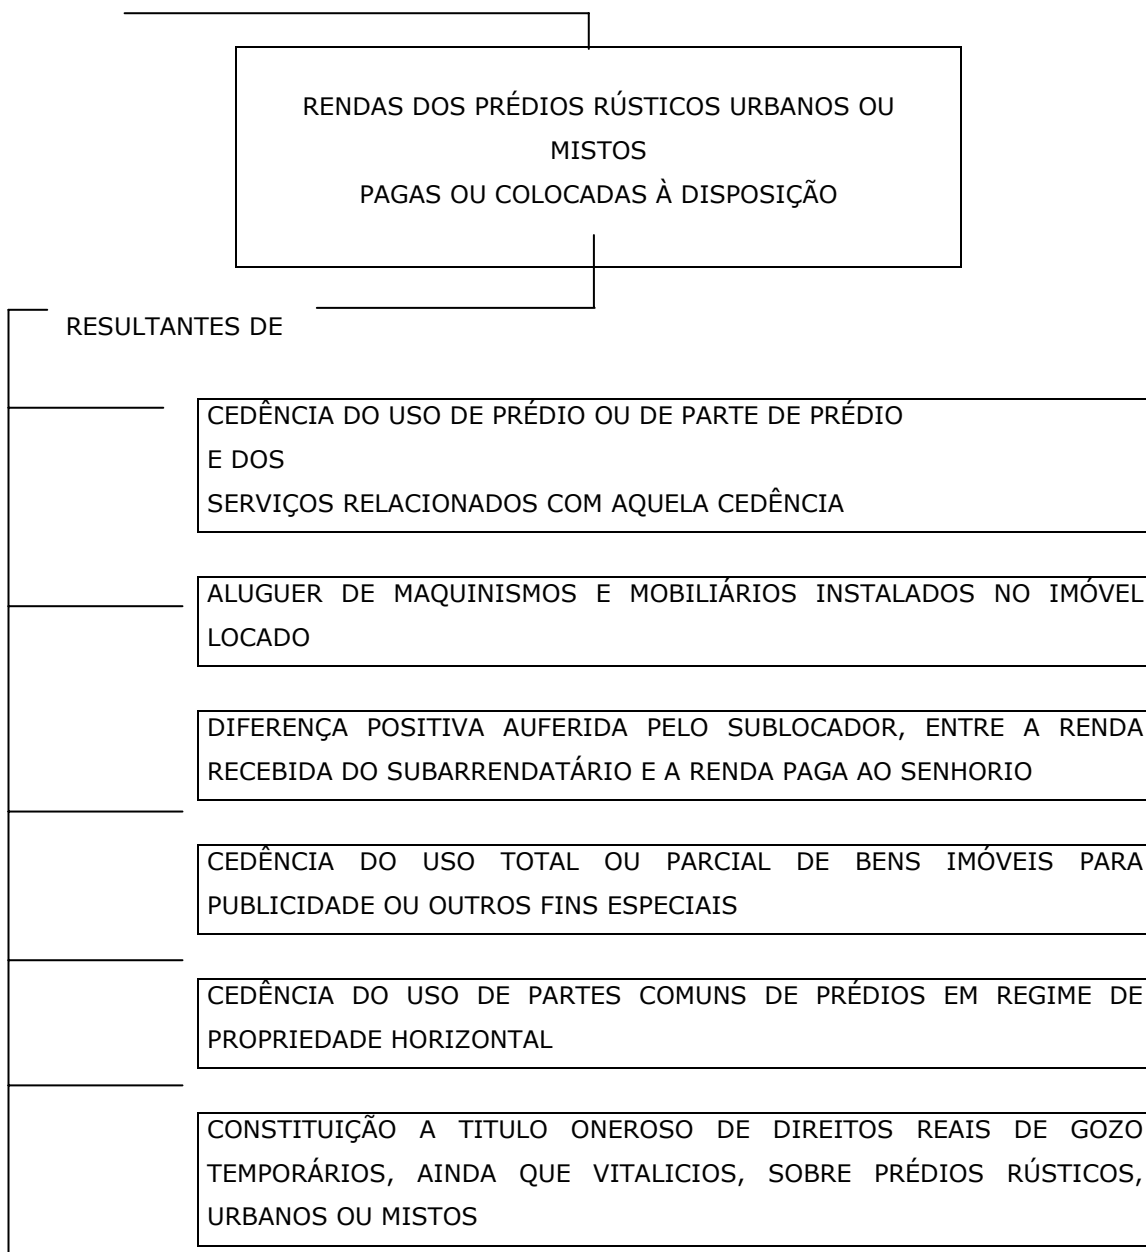 RENDAS DOS PRÉDIOS RÚSTICOS URBANOS OU
MISTOS
PAGAS OU COLOCADAS À DISPOSIÇÃO
RESULTANTES DE
CEDÊNCIA DO USO DE PRÉDIO OU DE PARTE DE PRÉDIO
E DOS
SERVIÇOS RELACIONADOS COM AQUELA CEDÊNCIA
ALUGUER DE MAQUINISMOS E MOBILIÁRIOS INSTALADOS NO IMÓVEL
LOCADO
DIFERENÇA POSITIVA AUFERIDA PELO SUBLOCADOR, ENTRE A RENDA
RECEBIDA DO SUBARRENDATÁRIO E A RENDA PAGA AO SENHORIO
CEDÊNCIA DO USO TOTAL OU PARCIAL DE BENS IMÓVEIS PARA
PUBLICIDADE OU OUTROS FINS ESPECIAIS
CEDÊNCIA DO USO DE PARTES COMUNS DE PRÉDIOS EM REGIME DE
PROPRIEDADE HORIZONTAL
CONSTITUIÇÃO A TITULO ONEROSO DE DIREITOS REAIS DE GOZO
TEMPORÁRIOS, AINDA QUE VITALICIOS, SOBRE PRÉDIOS RÚSTICOS,
URBANOS OU MISTOS